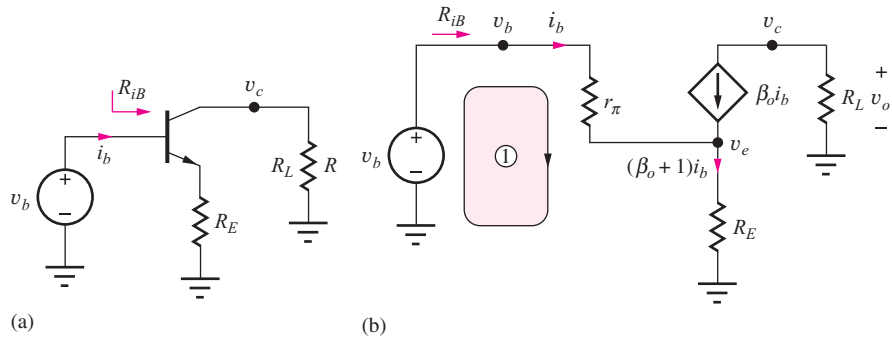 R_iB
v_c
i_b
v_b
+
−
R_L
R
R_E
(a)
R_iB
v_b
i_b
v_c
r_π
β_o i_b
R_L
+
v_o
−
v_b
+
−
①
v_e
(β_o + 1)i_b
R_E
(b)